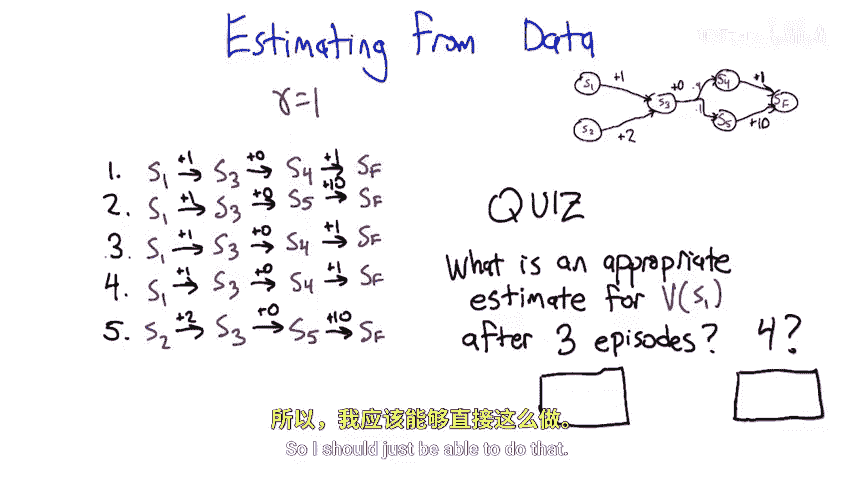 Estimating From Data
γ=1
S1 +1 S3 +0 .9 S4 +1 SF
S2 +2 .1 S5 +10
1. S1 +1→ S3 +0→ S4 +1→ SF
2. S1 +1→ S3 +0→ S5 +10→ SF
3. S1 +1→ S3 +0→ S4 +1→ SF
4. S1 +1→ S3 +0→ S4 +1→ SF
5. S2 +2→ S3 +0→ S5 +10→ SF
QUIZ
What is an appropriate
estimate for V(S1)
after 3 episodes? 4?
所以，我应该能够直接这么做。
So I should just be able to do that.